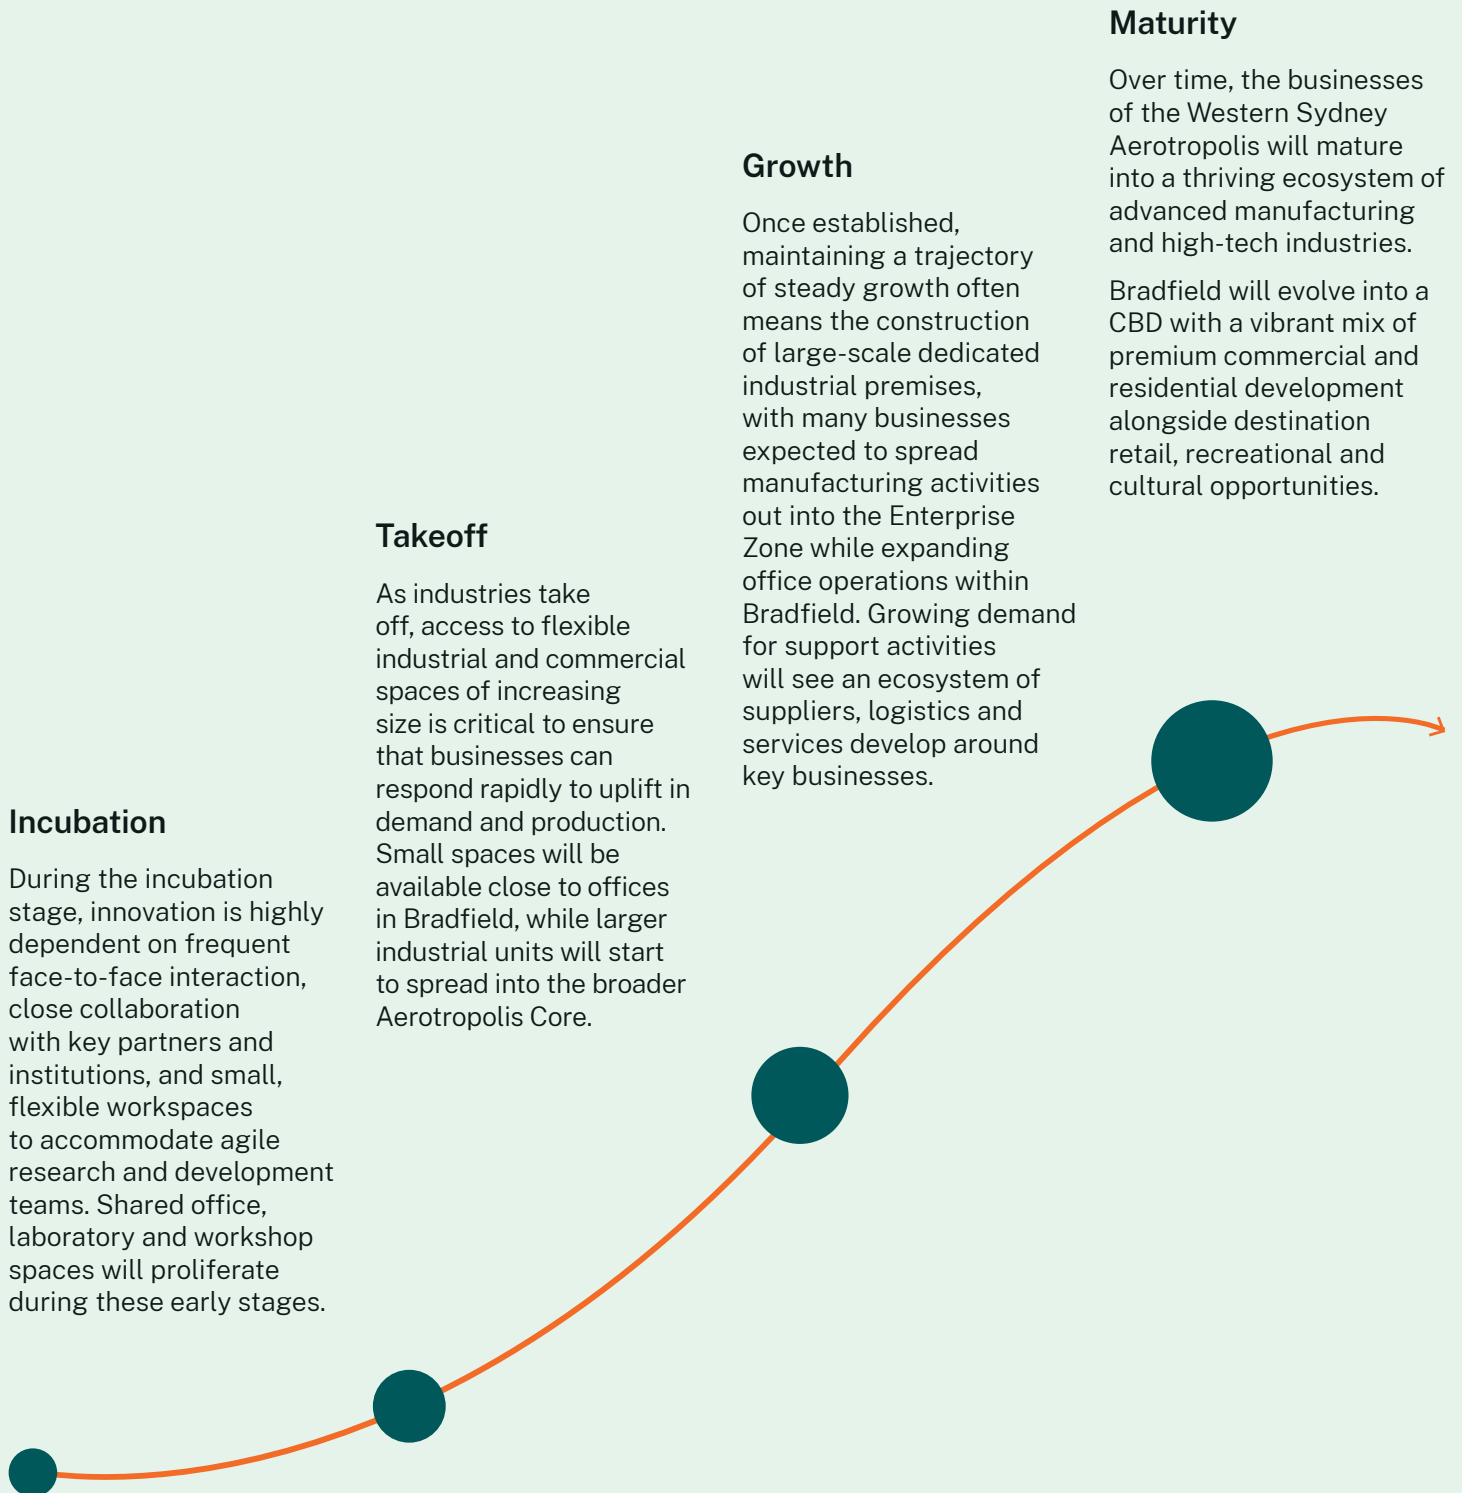 Maturity
Over time, the businesses
of the Western Sydney
Aerotropolis will mature
into a thriving ecosystem of
advanced manufacturing
and high-tech industries.
Bradfield will evolve into a
CBD with a vibrant mix of
premium commercial and
residential development
alongside destination
retail, recreational and
cultural opportunities.
Growth
Once established,
maintaining a trajectory
of steady growth often
means the construction
of large-scale dedicated
industrial premises,
with many businesses
expected to spread
manufacturing activities
out into the Enterprise
Zone while expanding
office operations within
Bradfield. Growing demand
for support activities
will see an ecosystem of
suppliers, logistics and
services develop around
key businesses.
Takeoff
As industries take
off, access to flexible
industrial and commercial
spaces of increasing
size is critical to ensure
that businesses can
respond rapidly to uplift in
demand and production.
Small spaces will be
available close to offices
in Bradfield, while larger
industrial units will start
to spread into the broader
Aerotropolis Core.
Incubation
During the incubation
stage, innovation is highly
dependent on frequent
face-to-face interaction,
close collaboration
with key partners and
institutions, and small,
flexible workspaces
to accommodate agile
research and development
teams. Shared office,
laboratory and workshop
spaces will proliferate
during these early stages.